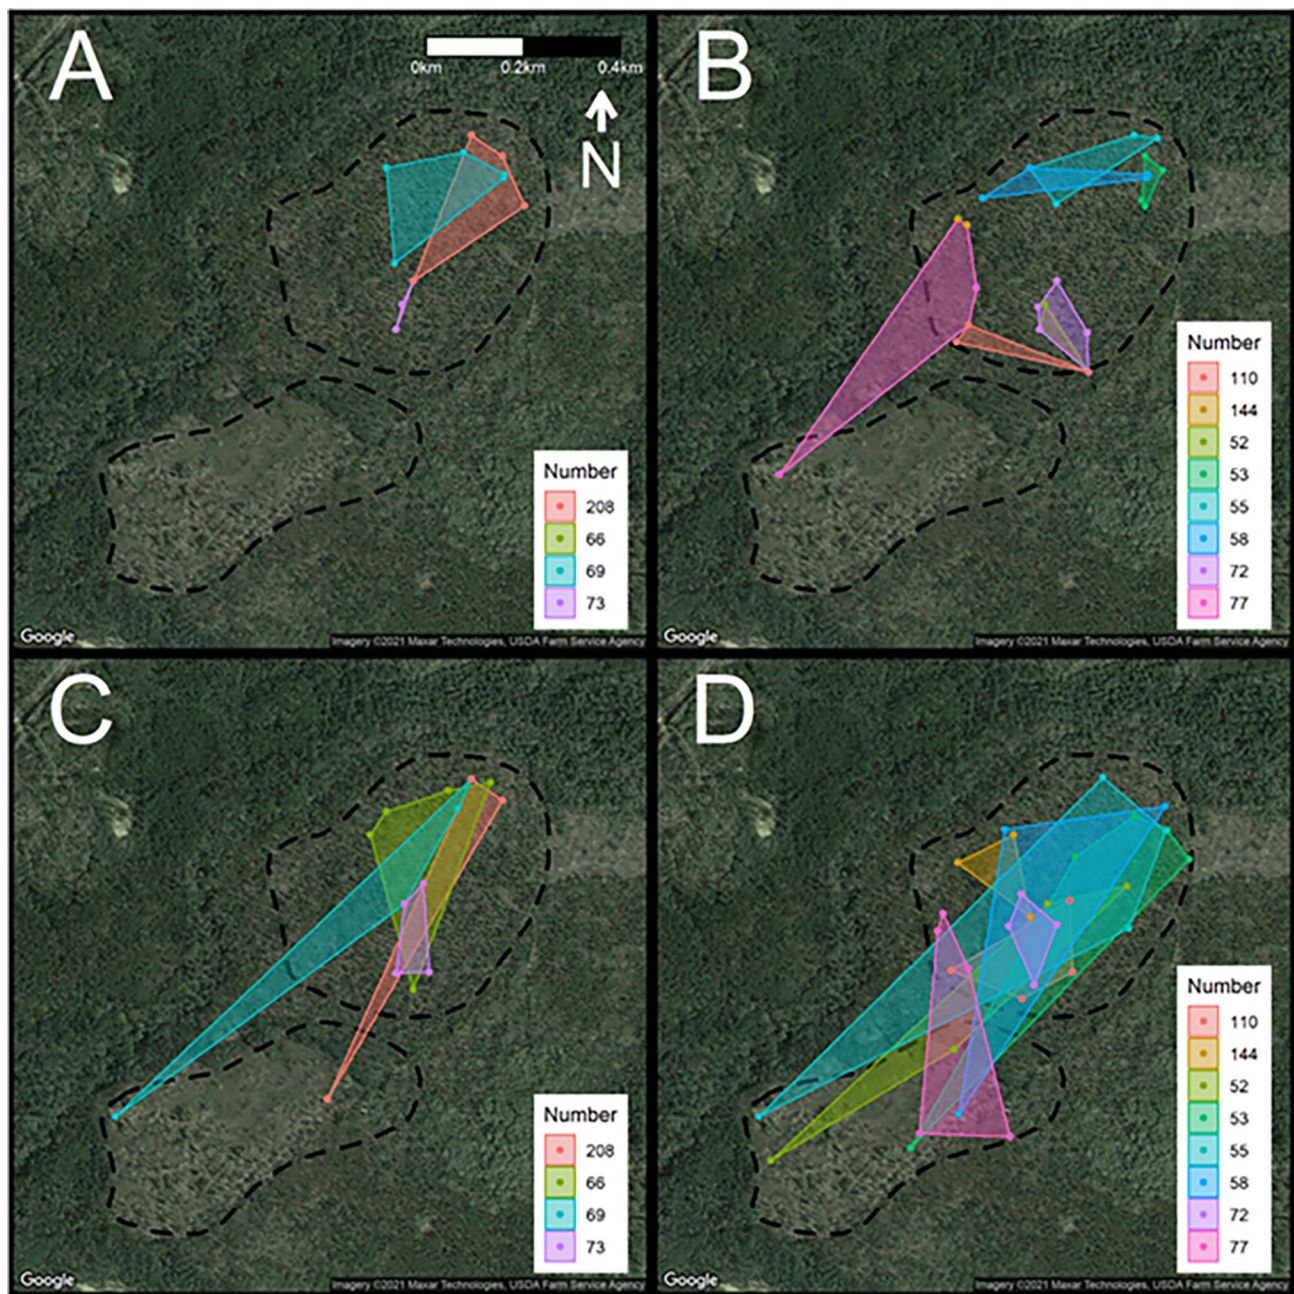 A
0km 0.2km 0.4km
N
Number
208
66
69
73
Google
Imagery ©2021 Maxar Technologies, USDA Farm Service Agency
B
Number
110
144
52
53
55
58
72
77
Google
Imagery ©2021 Maxar Technologies, USDA Farm Service Agency
C
Number
208
66
69
73
Google
Imagery ©2021 Maxar Technologies, USDA Farm Service Agency
D
Number
110
144
52
53
55
58
72
77
Google
Imagery ©2021 Maxar Technologies, USDA Farm Service Agency